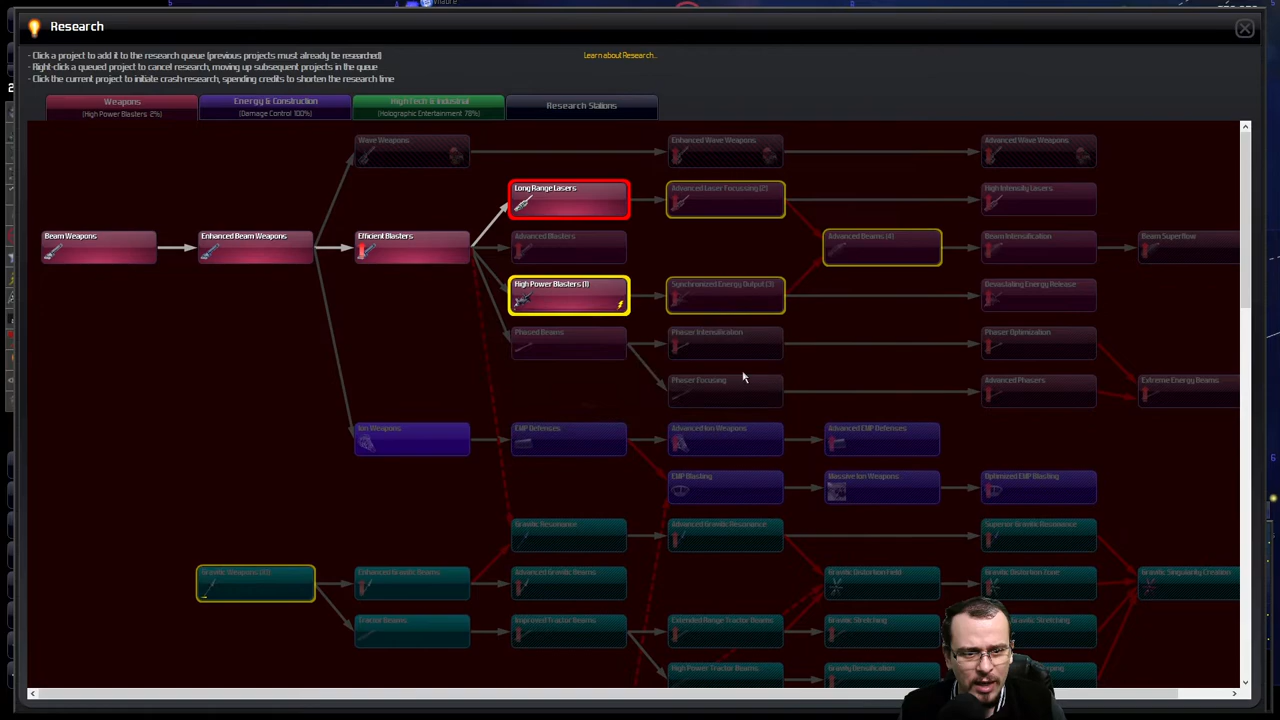 Research
- Click a project to add it to the research queue (previous projects must already be researched)
- Right-click a queued project to cancel research, moving up subsequent projects in the queue
- Click the current project to initiate crash-research, spending credits to shorten the research time
Learn about Research...
Weapons
(High Power Blasters 2%)
Energy & Construction
(Damage Control 100%)
HighTech & Industrial
(Holographic Entertainment 78%)
Research Stations
Wave Weapons
Enhanced Wave Weapons
Advanced Wave Weapons
Long Range Lasers
Advanced Laser Focussing (2)
High Intensity Lasers
Beam Weapons
Enhanced Beam Weapons
Efficient Blasters
Advanced Blasters
Advanced Beams (4)
Beam Intensification
Beam Superflow
High Power Blasters (1)
Synchronized Energy Output (3)
Devastating Energy Release
Phased Beams
Phaser Intensification
Phaser Optimization
Phaser Focusing
Advanced Phasers
Extreme Energy Beams
Ion Weapons
EMP Defenses
Advanced Ion Weapons
Advanced EMP Defenses
EMP Blasting
Massive Ion Weapons
Optimized EMP Blasting
Gravitic Resonance
Advanced Gravitic Resonance
Superior Gravitic Resonance
Gravitic Weapons
Enhanced Gravitic Beams
Advanced Gravitic Beams
Gravitic Distortion Field
Gravitic Distortion Zone
Gravitic Singularity Creation
Tractor Beams
Improved Tractor Beams
Extended Range Tractor Beams
Gravitic Stretching
Gravitic Stretching
High Power Tractor Beams
Gravity Densification